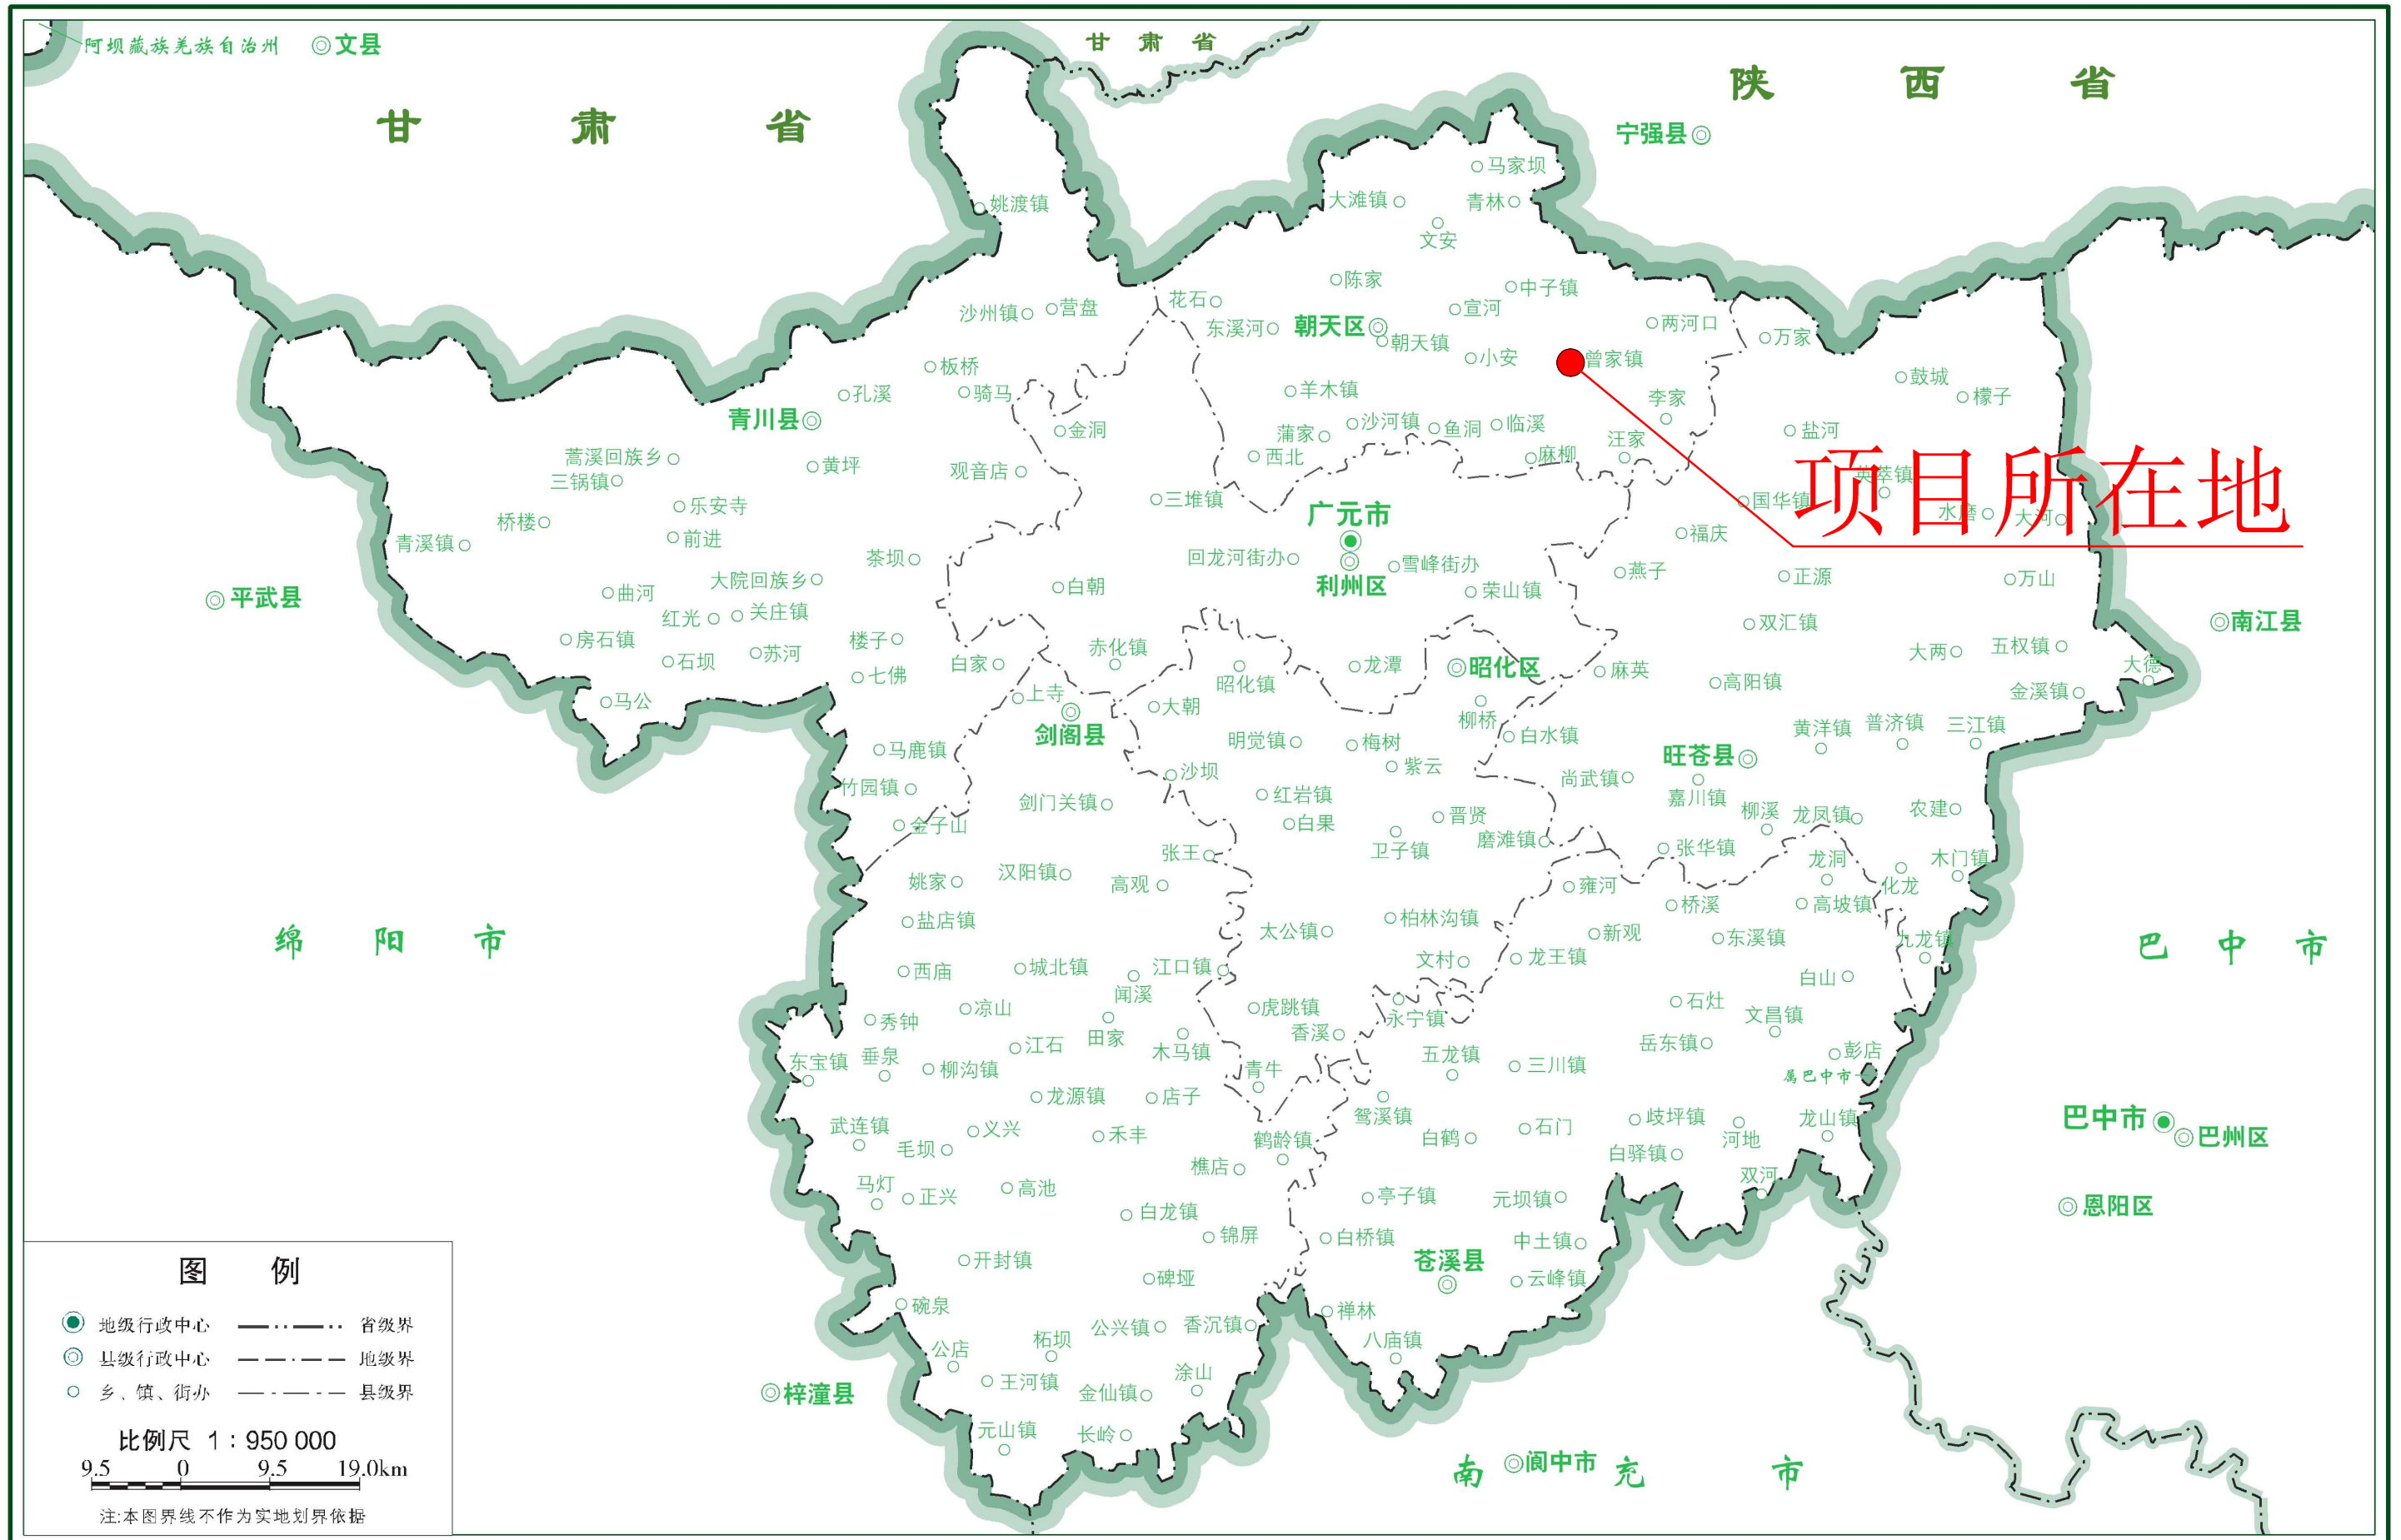 阿坝藏族羌族自治州
文县
甘肃省
甘肃省
陕西省
宁强县
马家坝
姚渡镇
大滩镇
青林
文安
陈家
中子镇
花石
沙州镇
营盘
宣河
东溪河
朝天区
两河口
朝天镇
万家
小安
曾家镇
板桥
鼓城
孔溪
骑马
羊木镇
李家
檬子
青川县
金洞
沙河镇
鱼洞
临溪
蒲家
汪家
盐河
蒿溪回族乡
黄坪
观音店
西北
麻柳
三锅镇
英萃镇
项目所在地
乐安寺
三堆镇
国华镇
桥楼
广元市
水磨
大河
青溪镇
前进
福庆
茶坝
回龙河街办
雪峰街办
燕子
大院回族乡
利州区
正源
万山
曲河
白朝
荣山镇
平武县
红光
关庄镇
双汇镇
南江县
房石镇
楼子
赤化镇
五权镇
苏河
大两
石坝
白家
龙潭
昭化区
大德
七佛
昭化镇
麻英
高阳镇
金溪镇
马公
上寺
大朝
柳桥
剑阁县
明觉镇
梅树
白水镇
黄洋镇
普济镇
三江镇
马鹿镇
旺苍县
沙坝
紫云
尚武镇
竹园镇
剑门关镇
红岩镇
嘉川镇
金子山
白果
晋贤
柳溪
龙凤镇
农建
张王
卫子镇
磨滩镇
张华镇
龙洞
木门镇
姚家
汉阳镇
高观
雍河
化龙
盐店镇
柏林沟镇
桥溪
高坡镇
绵阳市
太公镇
新观
东溪镇
九龙镇
巴中市
西庙
城北镇
江口镇
文村
龙王镇
白山
闻溪
凉山
虎跳镇
石灶
秀钟
永宁镇
文昌镇
田家
香溪
江石
木马镇
岳东镇
彭店
东宝镇
垂泉
五龙镇
三川镇
柳沟镇
青牛
属巴中市
龙源镇
店子
鸳溪镇
歧坪镇
龙山镇
巴中市
武连镇
义兴
禾丰
白鹤
石门
河地
巴州区
毛坝
鹤龄镇
白驿镇
樵店
双河
马灯
正兴
高池
亭子镇
元坝镇
恩阳区
白龙镇
锦屏
白桥镇
中土镇
开封镇
苍溪县
碑垭
云峰镇
碗泉
禅林
公兴镇
香沉镇
公店
柘坝
八庙镇
涂山
梓潼县
王河镇
金仙镇
元山镇
长岭
南充市
阆中市
图例
地级行政中心
省级界
县级行政中心
地级界
乡、镇、街办
县级界
比例尺 1:950 000
9.5 0 9.5 19.0km
注:本图界线不作为实地划界依据